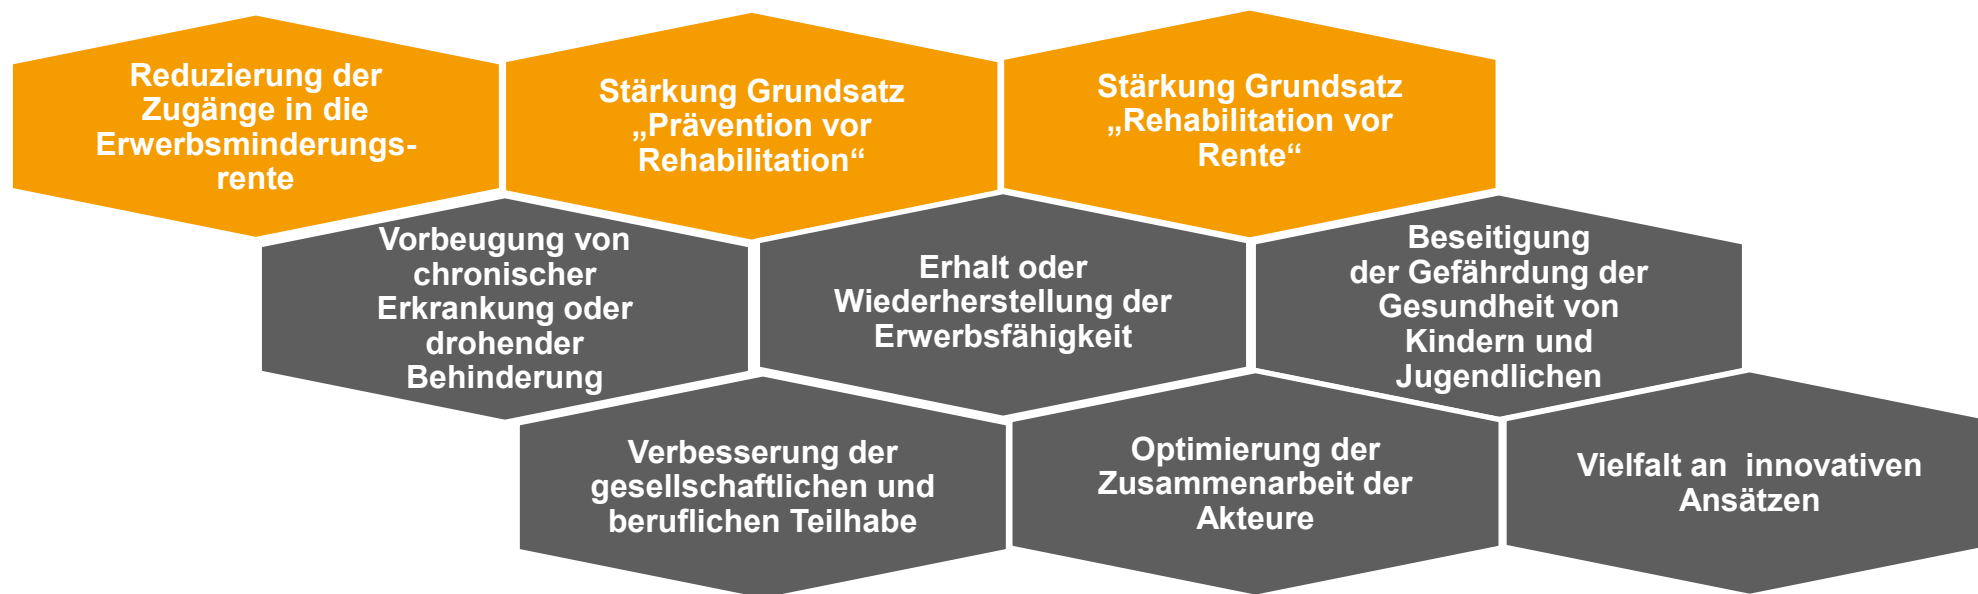 Reduzierung der
Zugänge in die
Erwerbsminderungs-
rente
Stärkung Grundsatz
„Prävention vor
Rehabilitation“
Stärkung Grundsatz
„Rehabilitation vor
Rente“
Vorbeugung von
chronischer
Erkrankung oder
drohender
Behinderung
Erhalt oder
Wiederherstellung der
Erwerbsfähigkeit
Beseitigung
der Gefährdung der
Gesundheit von
Kindern und
Jugendlichen
Verbesserung der
gesellschaftlichen und
beruflichen Teilhabe
Optimierung der
Zusammenarbeit der
Akteure
Vielfalt an  innovativen
Ansätzen